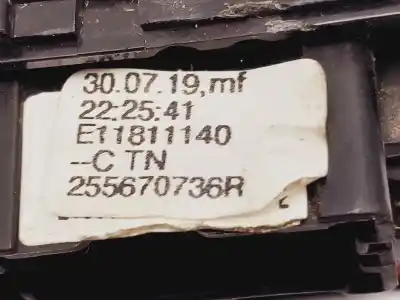 30.07.19,mf
22:25:41
E11811140
--C TN
255670736R